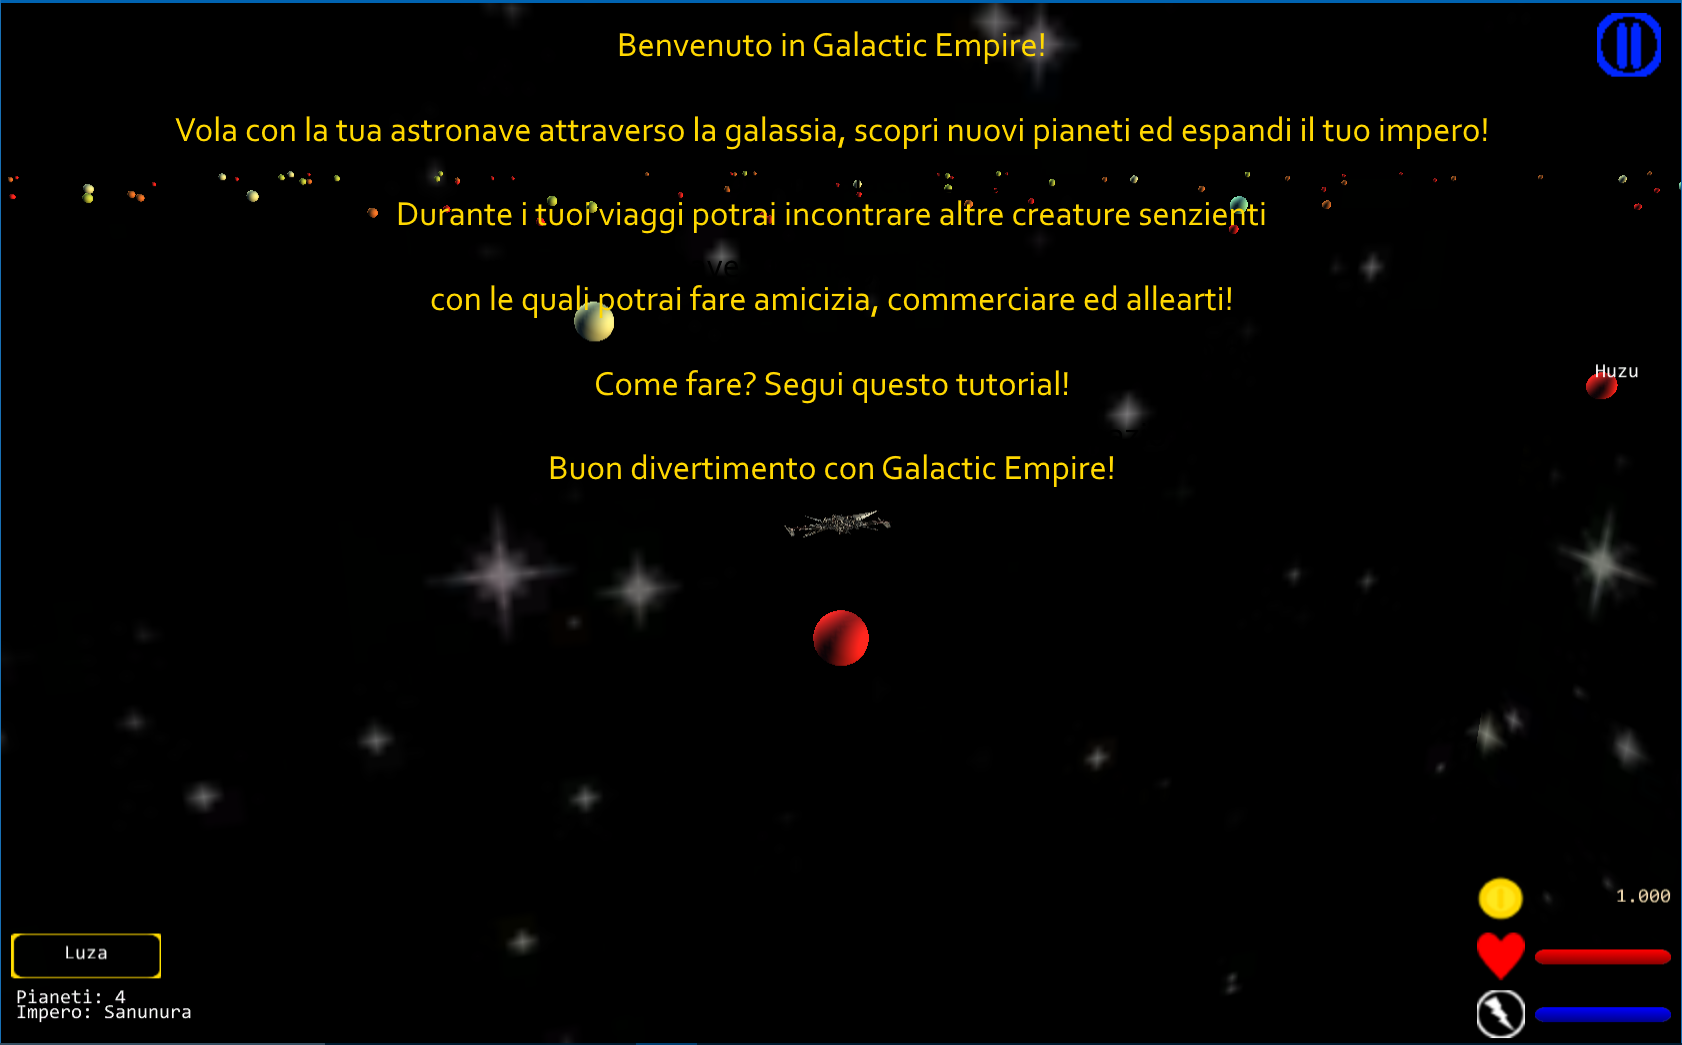 Benvenuto in Galactic Empire!
Vola con la tua astronave attraverso la galassia, scopri nuovi pianeti ed espandi il tuo impero!
Durante i tuoi viaggi potrai incontrare altre creature senzienti
con le quali potrai fare amicizia, commerciare ed allearti!
Huzu
Come fare? Segui questo tutorial!
Buon divertimento con Galactic Empire!
1.000
Luza
Pianeti: 4
Impero: Sanunura